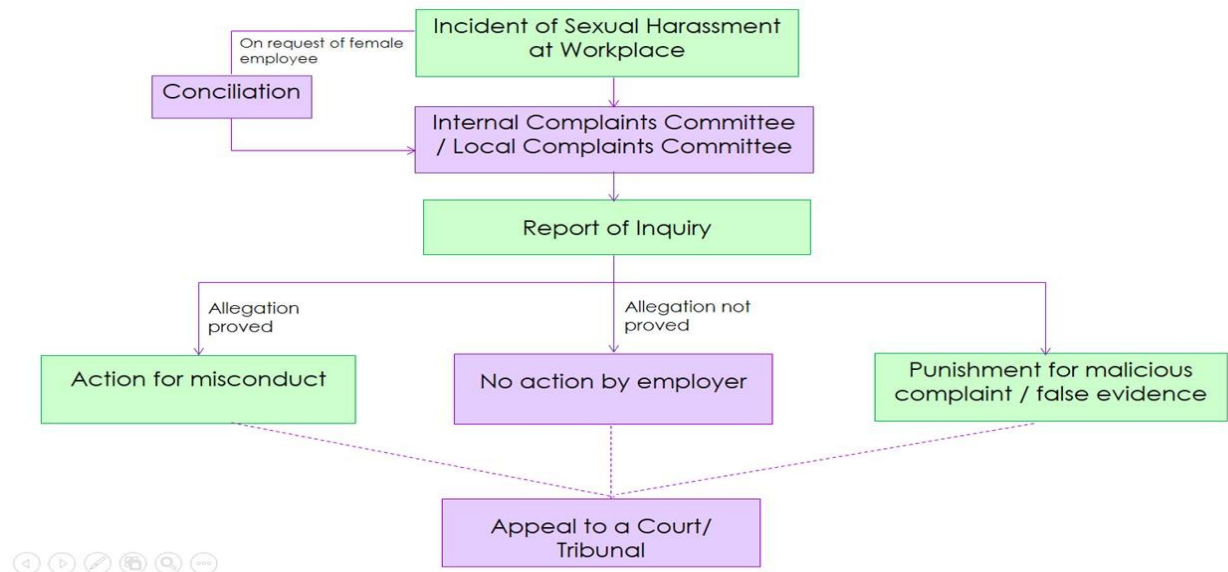 Incident of Sexual Harassment
at Workplace
On request of female
employee
Conciliation
Internal Complaints Committee
/ Local Complaints Committee
Report of Inquiry
Allegation
proved
Allegation not
proved
Action for misconduct
No action by employer
Punishment for malicious
complaint / false evidence
Appeal to a Court/
Tribunal